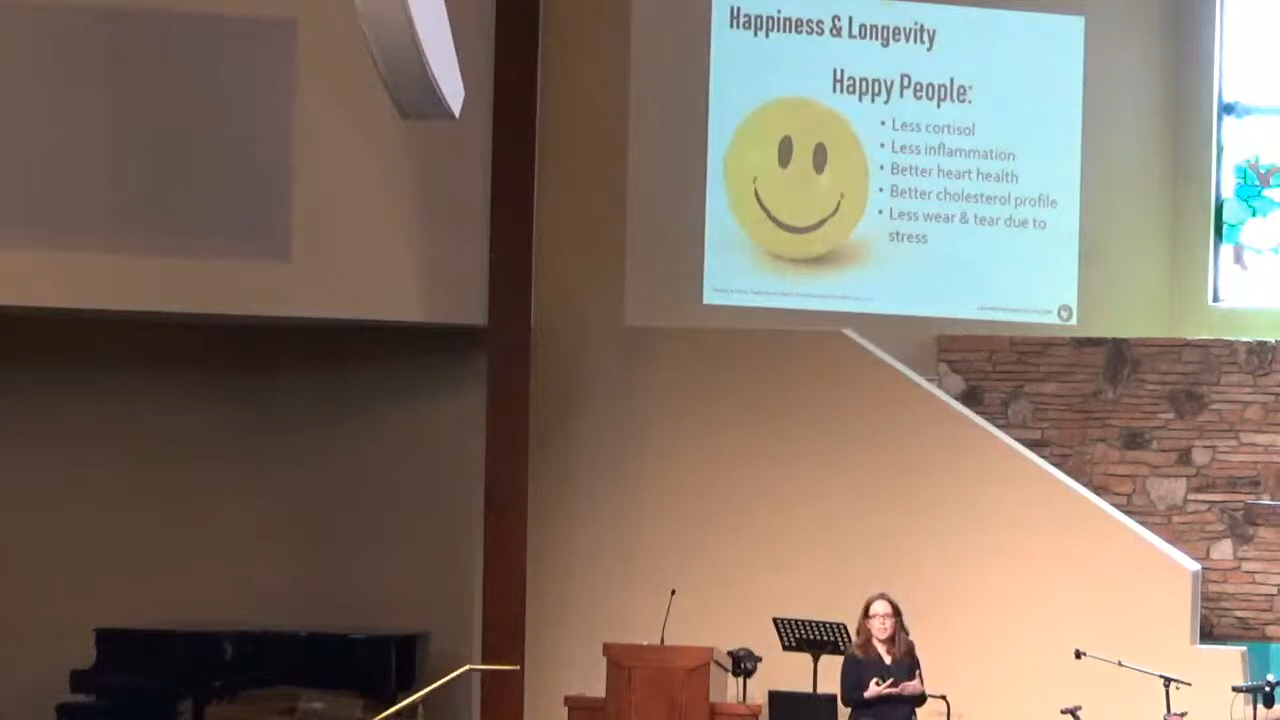 Happiness & Longevity
Happy People:
• Less cortisol
• Less inflammation
• Better heart health
• Better cholesterol profile
• Less wear & tear due to
stress